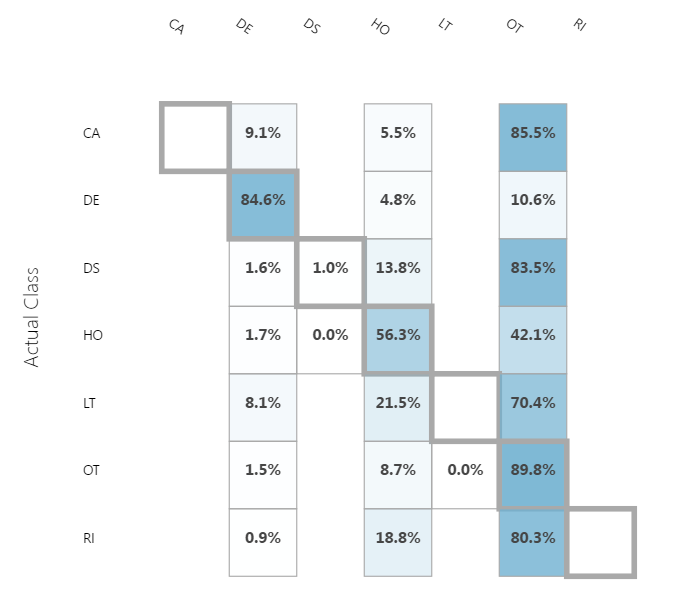 CA DE DS HO LT OT RI
CA 9.1% 5.5% 85.5%
DE 84.6% 4.8% 10.6%
DS 1.6% 1.0% 13.8% 83.5%
HO 1.7% 0.0% 56.3% 42.1%
LT 8.1% 21.5% 70.4%
OT 1.5% 8.7% 0.0% 89.8%
RI 0.9% 18.8% 80.3%
Actual Class